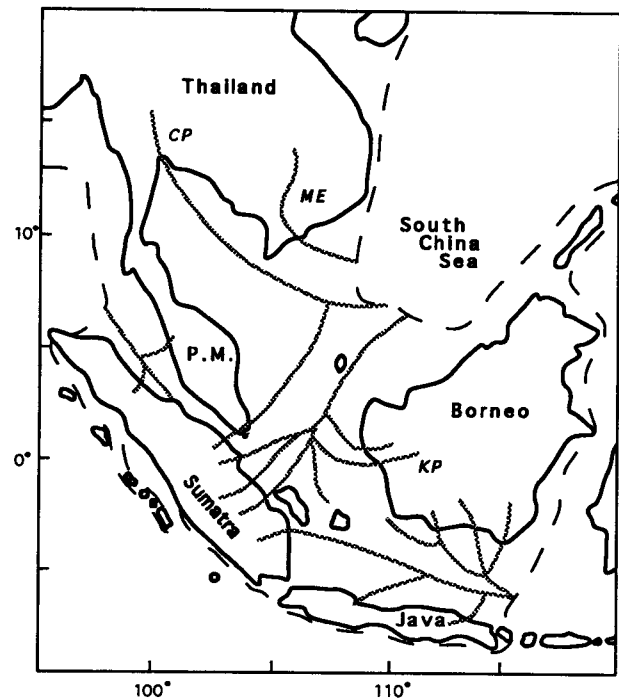 Thailand
CP
ME
10°
South
China
Sea
P.M.
Borneo
0°
KP
Sumatra
Java
100°
110°